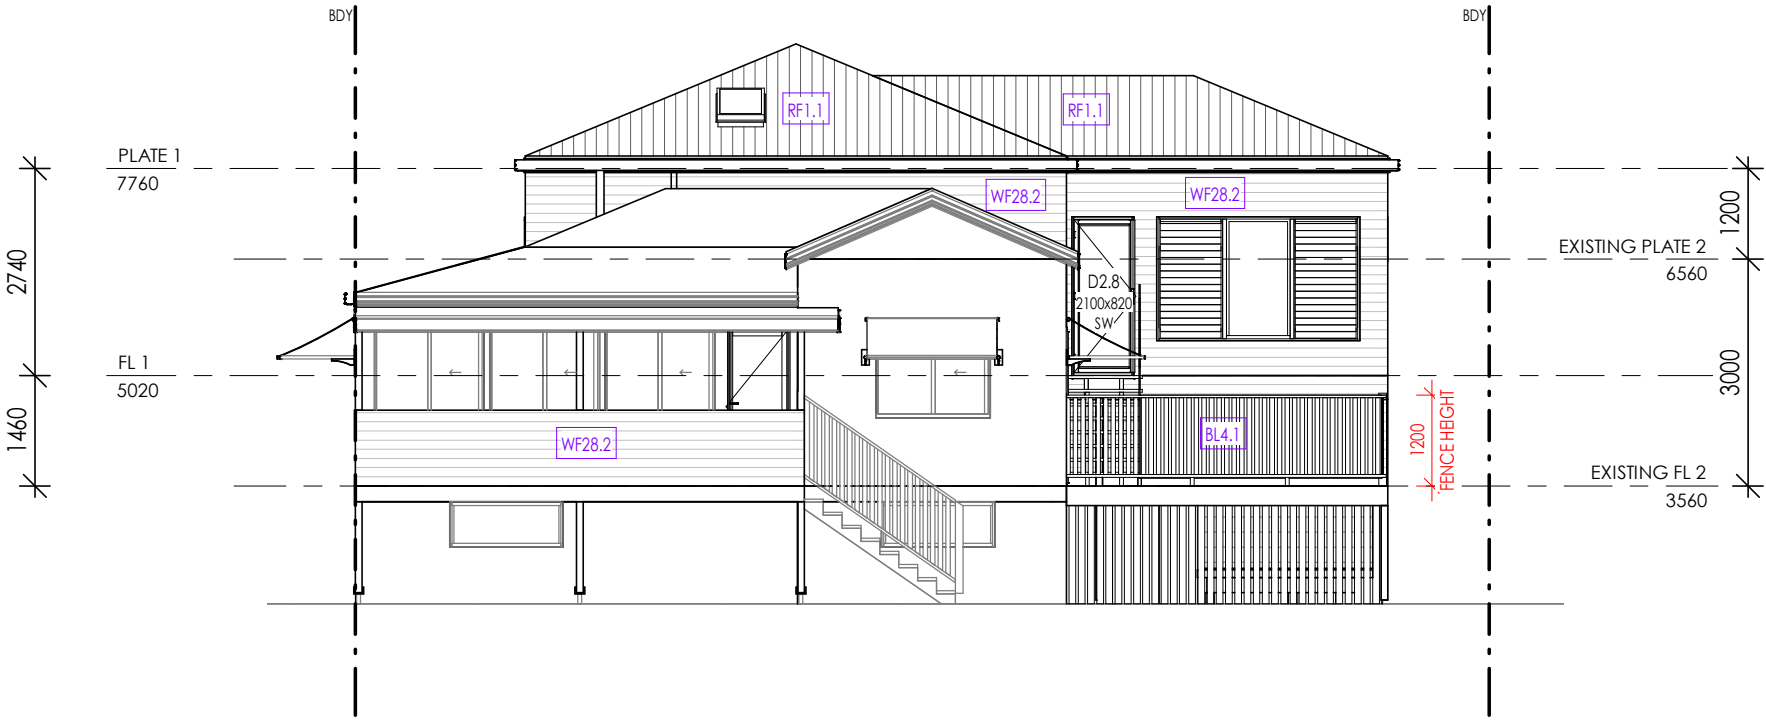 BDY
BDY
RF1.1
RF1.1
PLATE 1
7760
WF28.2
WF28.2
1200
2740
EXISTING PLATE 2
6560
D2.8
2100x820
SW
FL 1
5020
3000
1460
WF28.2
BL4.1
1200
FENCE HEIGHT
EXISTING FL 2
3560